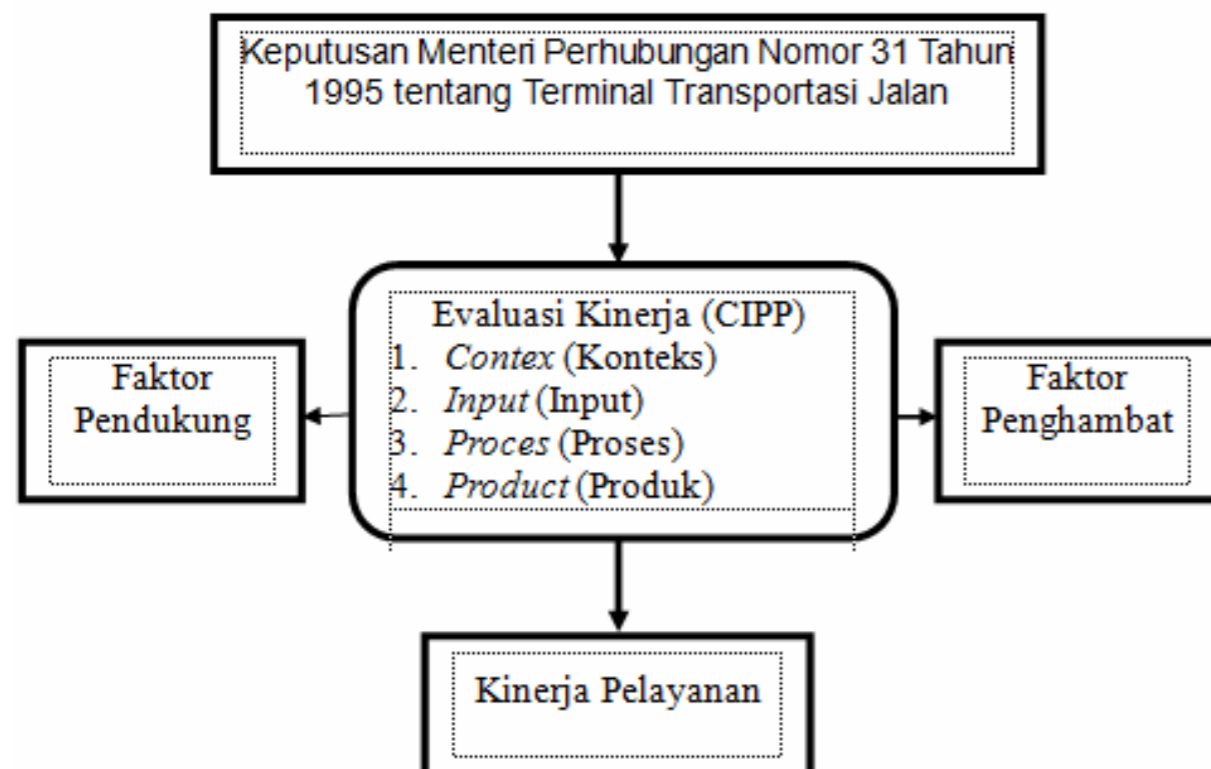 Keputusan Menteri Perhubungan Nomor 31 Tahun
1995 tentang Terminal Transportasi Jalan
Evaluasi Kinerja (CIPP)
1. Contex (Konteks)
2. Input (Input)
3. Proces (Proses)
4. Product (Produk)
Faktor
Pendukung
Faktor
Penghambat
Kinerja Pelayanan